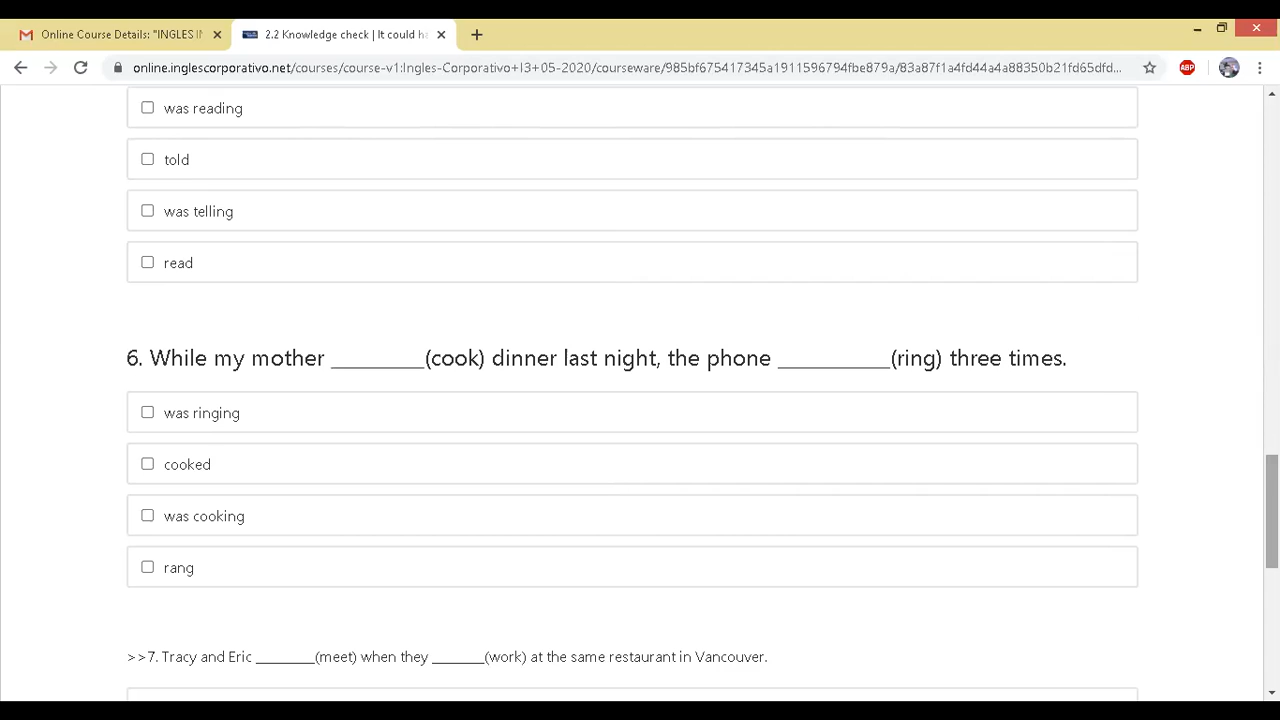 Online Course Details: "INGLES IN
2.2 Knowledge check | It could ha
online.inglescorporativo.net/courses/course-v1:Ingles-Corporativo+I3+05-2020/courseware/985bf675417345a1911596794fbe879a/83a87f1a4fd44a4a88350b21fd65dfd...
ABP
was reading
told
was telling
read
6. While my mother ________(cook) dinner last night, the phone __________(ring) three times.
was ringing
cooked
was cooking
rang
>>7. Tracy and Eric ________(meet) when they _______(work) at the same restaurant in Vancouver.